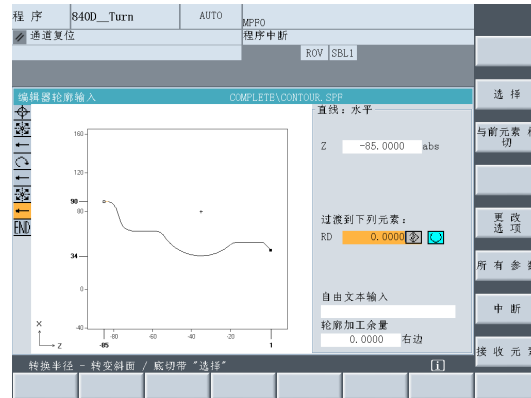 程 序
840D__Turn
AUTO
MPF0
通道复位
程序中断
ROV SBL1
编辑器轮廓输入
COMPLETE\CONTOUR.SPF
直线：水平
Z -85.0000 abs
过渡到下列元素：
RD 0.0000
自由文本输入
轮廓加工余量
0.0000 右边
END
160
120
90
80
34
0
-40
-85
-80
-60
-40
-20
1
X
Z
转换半径 - 转变斜面 / 底切带 "选择"
i
选 择
与前元素 相
切
更 改
选 项
所 有 参 数
中 断
接 收 元 素